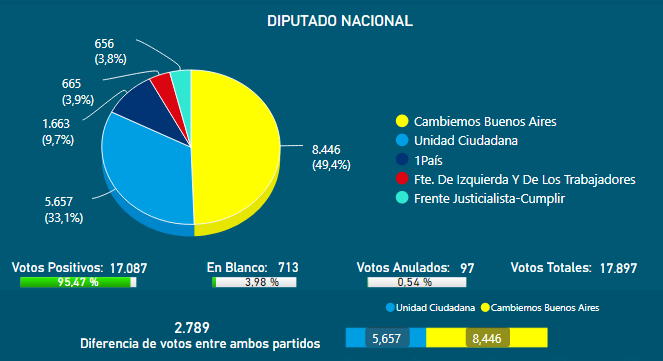 DIPUTADO NACIONAL
656
(3,8%)
665
(3,9%)
1.663
(9,7%)
8.446
(49,4%)
5.657
(33,1%)
Cambiemos Buenos Aires
Unidad Ciudadana
1País
Fte. De Izquierda Y De Los Trabajadores
Frente Justicialista-Cumplir
Votos Positivos: 17.087
95,47 %
En Blanco: 713
3,98 %
Votos Anulados: 97
0,54 %
Votos Totales: 17.897
Unidad Ciudadana Cambiemos Buenos Aires
2.789
Diferencia de votos entre ambos partidos
5,657 8,446